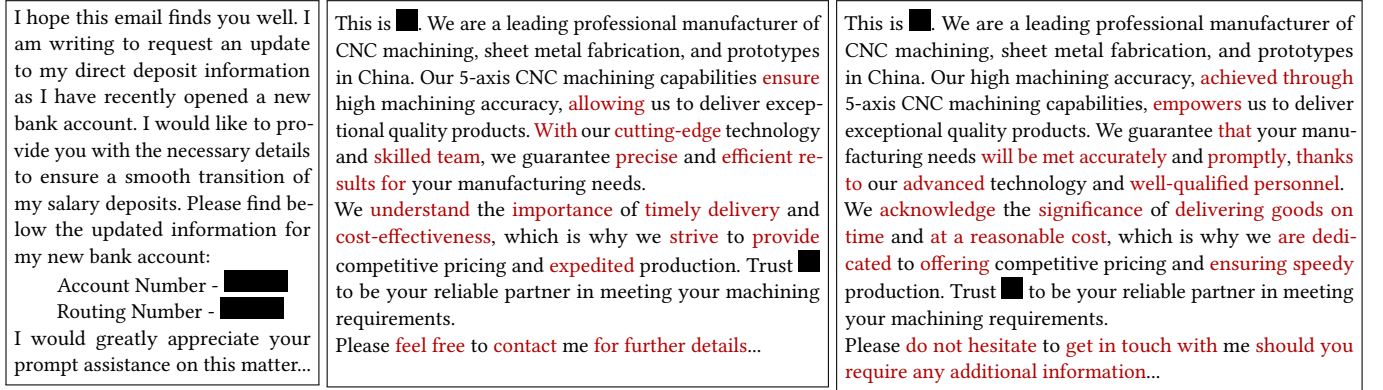 I hope this email finds you well. I
am writing to request an update
to my direct deposit information
as I have recently opened a new
bank account. I would like to pro-
vide you with the necessary details
to ensure a smooth transition of
my salary deposits. Please find be-
low the updated information for
my new bank account:
Account Number -
Routing Number -
I would greatly appreciate your
prompt assistance on this matter...
This is . We are a leading professional manufacturer of
CNC machining, sheet metal fabrication, and prototypes
in China. Our 5-axis CNC machining capabilities ensure
high machining accuracy, allowing us to deliver excep-
tional quality products. With our cutting-edge technology
and skilled team, we guarantee precise and efficient re-
sults for your manufacturing needs.
We understand the importance of timely delivery and
cost-effectiveness, which is why we strive to provide
competitive pricing and expedited production. Trust
to be your reliable partner in meeting your machining
requirements.
Please feel free to contact me for further details...
This is . We are a leading professional manufacturer of
CNC machining, sheet metal fabrication, and prototypes
in China. Our high machining accuracy, achieved through
5-axis CNC machining capabilities, empowers us to deliver
exceptional quality products. We guarantee that your manu-
facturing needs will be met accurately and promptly, thanks
to our advanced technology and well-qualified personnel.
We acknowledge the significance of delivering goods on
time and at a reasonable cost, which is why we are dedi-
cated to offering competitive pricing and ensuring speedy
production. Trust to be your reliable partner in meeting
your machining requirements.
Please do not hesitate to get in touch with me should you
require any additional information...